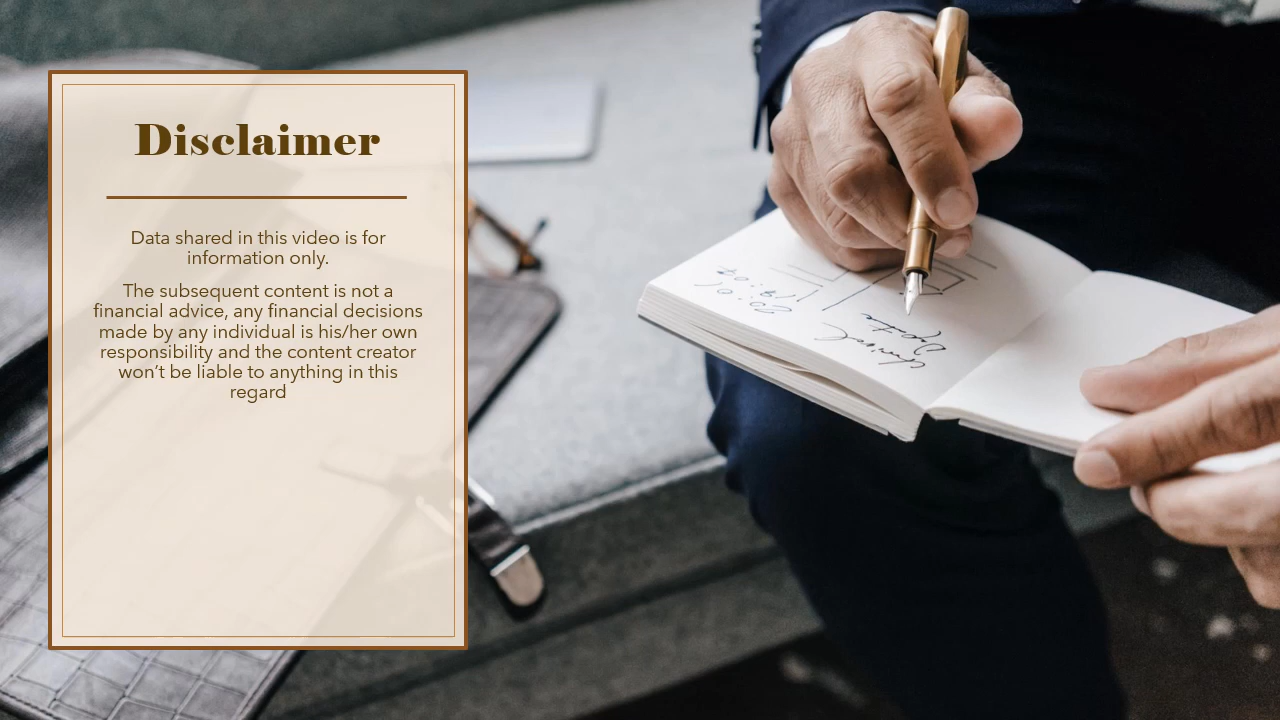 Disclaimer
Data shared in this video is for
information only.
The subsequent content is not a
financial advice, any financial decisions
made by any individual is his/her own
responsibility and the content creator
won’t be liable to anything in this
regard